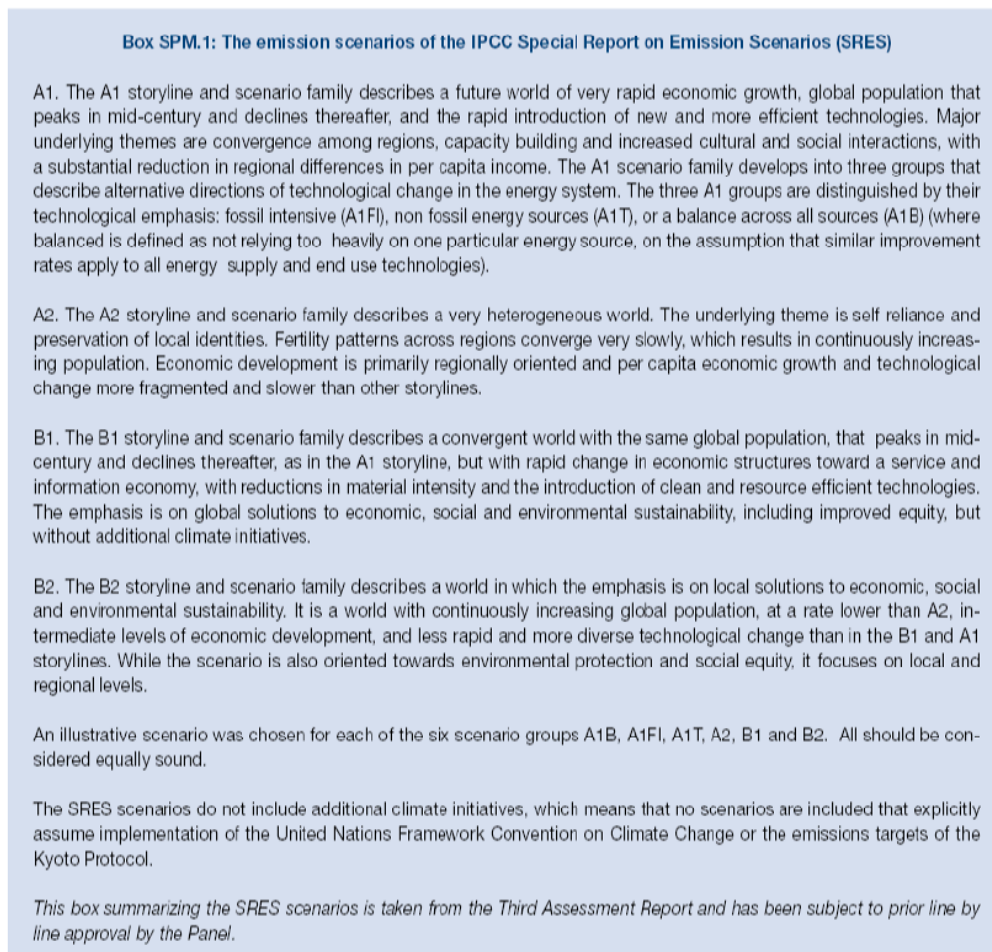 Box SPM.1: The emission scenarios of the IPCC Special Report on Emission Scenarios (SRES)
A1. The A1 storyline and scenario family describes a future world of very rapid economic growth, global population that
peaks in mid-century and declines thereafter, and the rapid introduction of new and more efficient technologies. Major
underlying themes are convergence among regions, capacity building and increased cultural and social interactions, with
a substantial reduction in regional differences in per capita income. The A1 scenario family develops into three groups that
describe alternative directions of technological change in the energy system. The three A1 groups are distinguished by their
technological emphasis: fossil intensive (A1FI), non fossil energy sources (A1T), or a balance across all sources (A1B) (where
balanced is defined as not relying too heavily on one particular energy source, on the assumption that similar improvement
rates apply to all energy supply and end use technologies).
A2. The A2 storyline and scenario family describes a very heterogeneous world. The underlying theme is self reliance and
preservation of local identities. Fertility patterns across regions converge very slowly, which results in continuously increas-
ing population. Economic development is primarily regionally oriented and per capita economic growth and technological
change more fragmented and slower than other storylines.
B1. The B1 storyline and scenario family describes a convergent world with the same global population, that peaks in mid-
century and declines thereafter, as in the A1 storyline, but with rapid change in economic structures toward a service and
information economy, with reductions in material intensity and the introduction of clean and resource efficient technologies.
The emphasis is on global solutions to economic, social and environmental sustainability, including improved equity, but
without additional climate initiatives.
B2. The B2 storyline and scenario family describes a world in which the emphasis is on local solutions to economic, social
and environmental sustainability. It is a world with continuously increasing global population, at a rate lower than A2, in-
termediate levels of economic development, and less rapid and more diverse technological change than in the B1 and A1
storylines. While the scenario is also oriented towards environmental protection and social equity, it focuses on local and
regional levels.
An illustrative scenario was chosen for each of the six scenario groups A1B, A1FI, A1T, A2, B1 and B2. All should be con-
sidered equally sound.
The SRES scenarios do not include additional climate initiatives, which means that no scenarios are included that explicitly
assume implementation of the United Nations Framework Convention on Climate Change or the emissions targets of the
Kyoto Protocol.
This box summarizing the SRES scenarios is taken from the Third Assessment Report and has been subject to prior line by
line approval by the Panel.